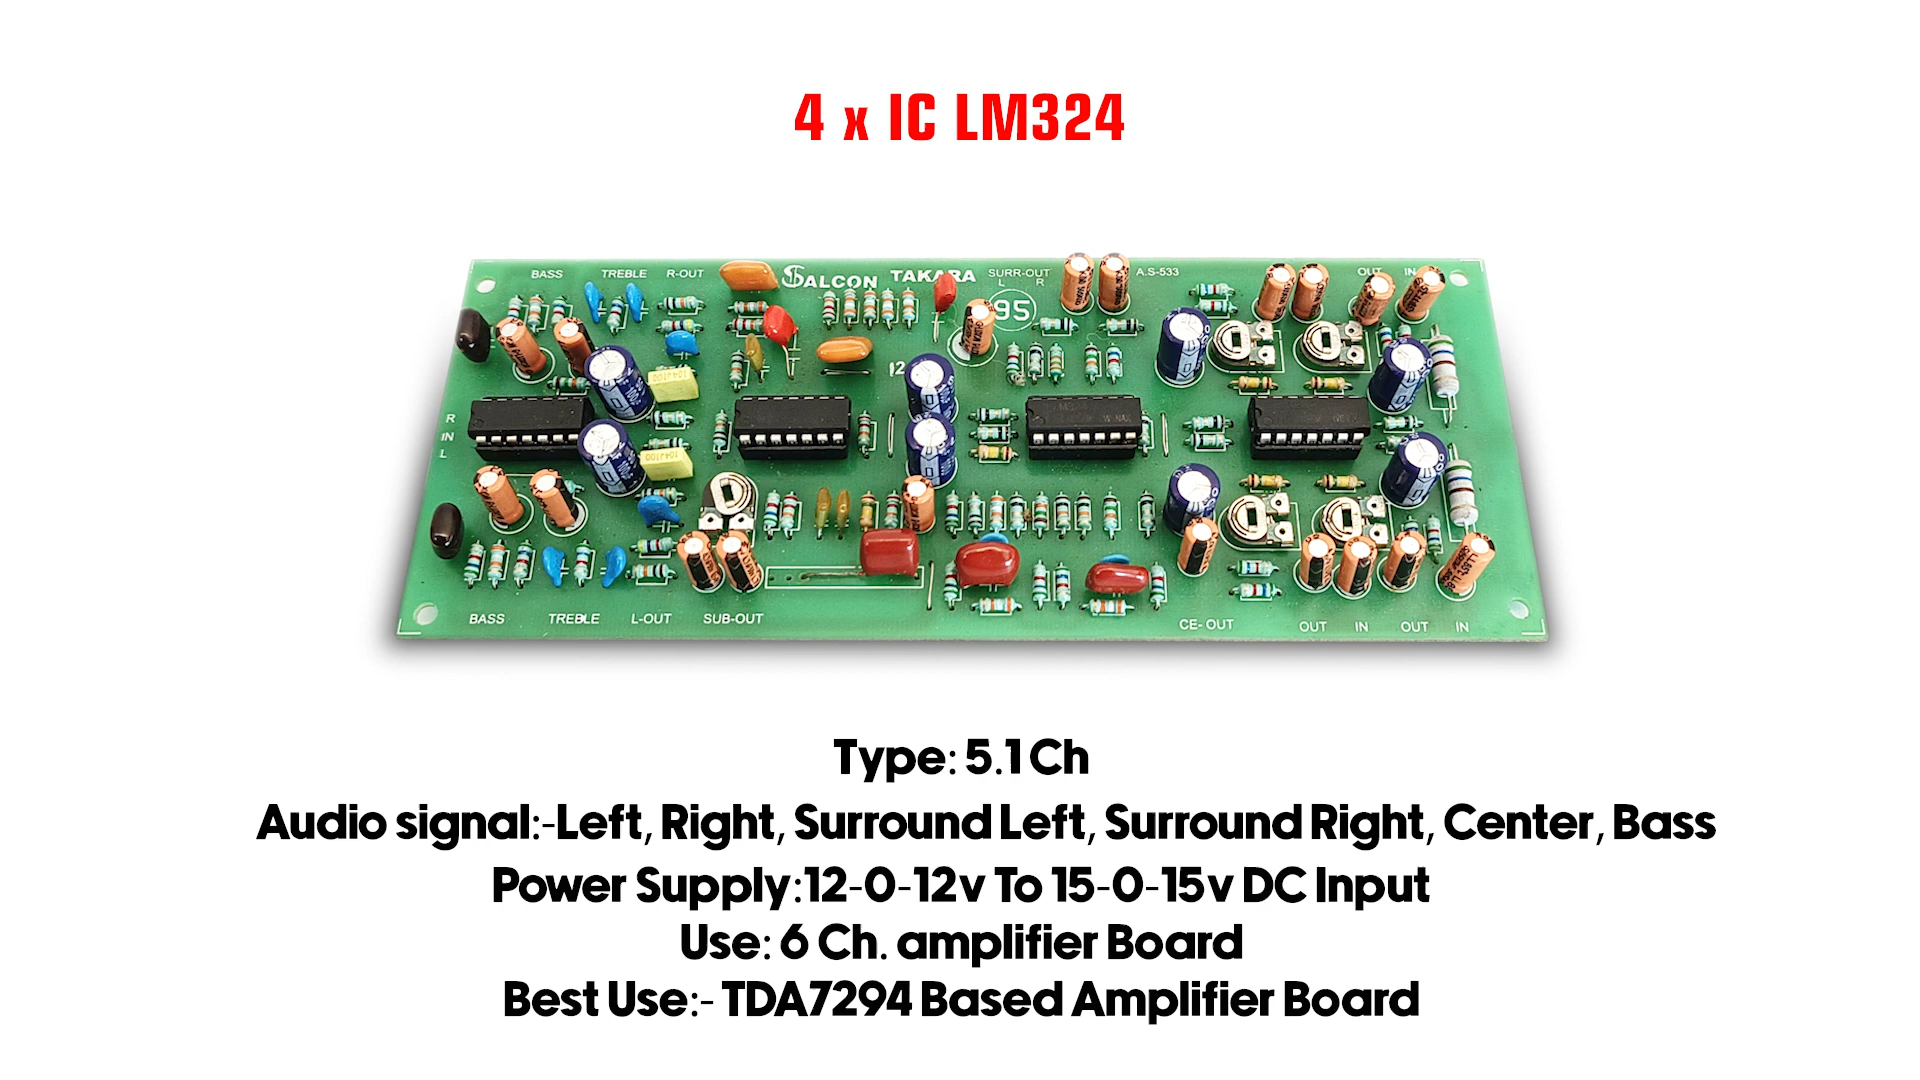 4 x IC LM324
BASS TREBLE R-OUT SALCON TAKARA SURR-OUT A.S-533 OUT IN
L R
95
12
R
IN
L
104J100
104J100
BASS TREBLE L-OUT SUB-OUT CE- OUT OUT IN OUT IN
Type: 5.1 Ch
Audio signal:-Left, Right, Surround Left, Surround Right, Center, Bass
Power Supply:12-0-12v To 15-0-15v DC Input
Use: 6 Ch. amplifier Board
Best Use:- TDA7294 Based Amplifier Board